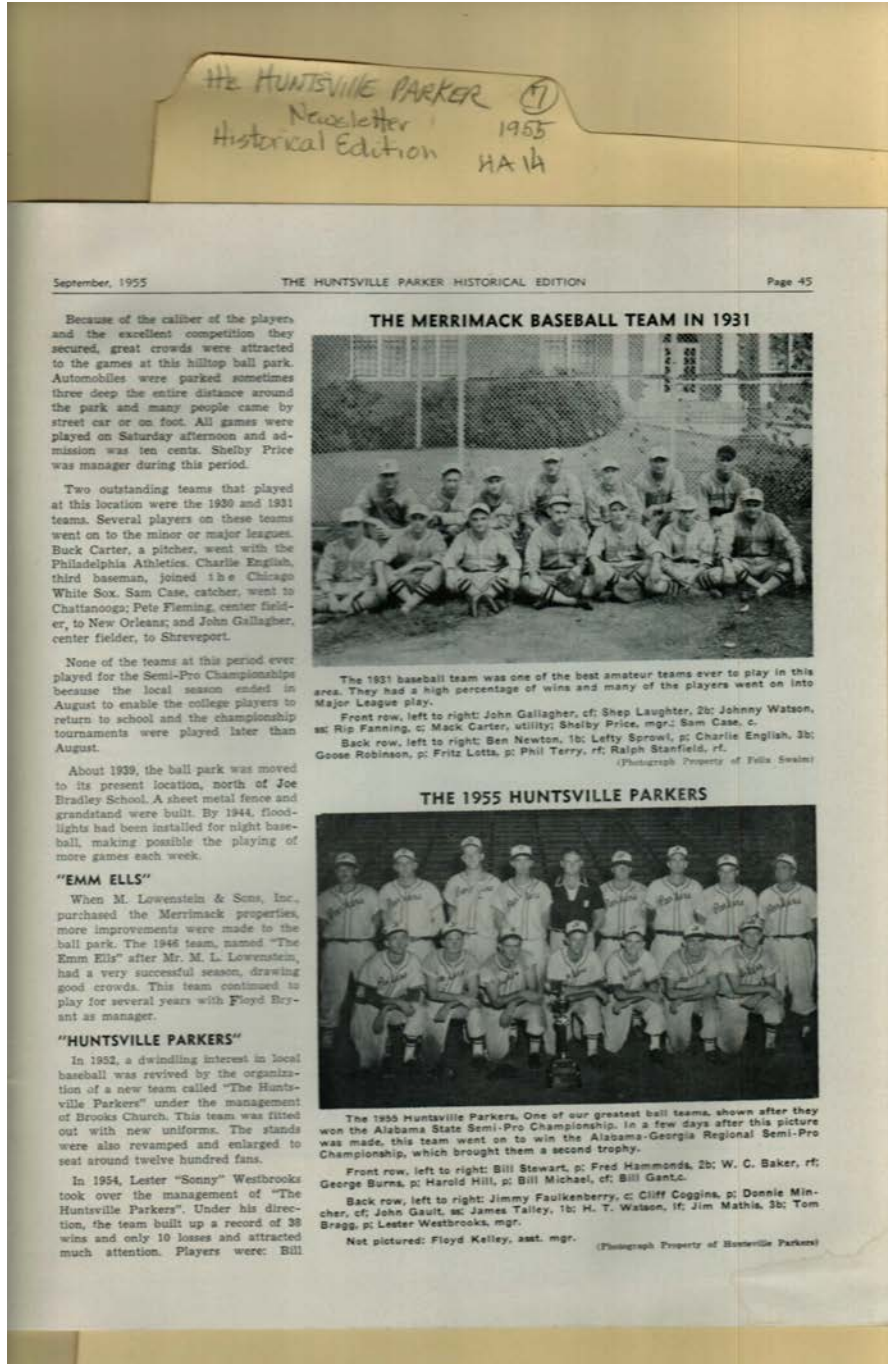 the HUNTSVILLE PARKER 7
Newsletter 1955
Historical Edition HA 14
September, 1955 THE HUNTSVILLE PARKER HISTORICAL EDITION Page 45
Because of the caliber of the players
and the excellent competition they
secured, great crowds were attracted
to the games at this hilltop ball park.
Automobiles were parked sometimes
three deep the entire distance around
the park and many people came by
street car or on foot. All games were
played on Saturday afternoon and ad-
mission was ten cents. Shelby Price
was manager during this period.
Two outstanding teams that played
at this location were the 1930 and 1931
teams. Several players on these teams
went on to the minor or major leagues.
Buck Carter, a pitcher, went with the
Philadelphia Athletics. Charlie English,
third baseman, joined the Chicago
White Sox. Sam Case, catcher, went to
Chattanooga; Pete Fleming, center field-
er, to New Orleans; and John Gallagher,
center fielder, to Shreveport.
None of the teams at this period ever
played for the Semi-Pro Championships
because the local season ended in
August to enable the college players to
return to school and the championship
tournaments were played later than
August.
About 1939, the ball park was moved
to its present location, north of Joe
Bradley School. A sheet metal fence and
grandstand were built. By 1944, flood-
lights had been installed for night base-
ball, making possible the playing of
more games each week.
"EMM ELLS"
When M. Lowenstein & Sons, Inc.,
purchased the Merrimack properties,
more improvements were made to the
ball park. The 1946 team, named "The
Emm Ells" after Mr. M. L. Lowenstein,
had a very successful season, drawing
good crowds. This team continued to
play for several years with Floyd Bry-
ant as manager.
"HUNTSVILLE PARKERS"
In 1952, a dwindling interest in local
baseball was revived by the organiza-
tion of a new team called "The Hunts-
ville Parkers" under the management
of Brooks Church. This team was fitted
out with new uniforms. The stands
were also revamped and enlarged to
seat around twelve hundred fans.
In 1954, Lester "Sonny" Westbrooks
took over the management of "The
Huntsville Parkers". Under his direc-
tion, the team built up a record of 38
wins and only 10 losses and attracted
much attention. Players were: Bill
THE MERRIMACK BASEBALL TEAM IN 1931
The 1931 baseball team was one of the best amateur teams ever to play in this
area. They had a high percentage of wins and many of the players went on into
Major League play.
Front row, left to right: John Gallagher, cf; Shep Laughter, 2b; Johnny Watson,
ss; Rip Fanning, c; Mack Carter, utility; Shelby Price, mgr.; Sam Case, c.
Back row, left to right: Ben Newton, 1b; Lefty Sprowl, p; Charlie English, 3b;
Goose Robinson, p; Fritz Lotts, p; Phil Terry, rf; Ralph Stanfield, rf.
(Photograph Property of Felix Swaim)
THE 1955 HUNTSVILLE PARKERS
The 1955 Huntsville Parkers, One of our greatest ball teams, shown after they
won the Alabama State Semi-Pro Championship. In a few days after this picture
was made, this team went on to win the Alabama-Georgia Regional Semi-Pro
Championship, which brought them a second trophy.
Front row, left to right: Bill Stewart, p; Fred Hammonds, 2b; W. C. Baker, rf;
George Burns, p; Harold Hill, p; Bill Michael, cf; Bill Gant,c.
Back row, left to right: Jimmy Faulkenberry, c; Cliff Coggins, p; Donnie Min-
cher, cf; John Gault, ss; James Talley, 1b; H. T. Watson, lf; Jim Mathis, 3b; Tom
Bragg, p; Lester Westbrooks, mgr.
Not pictured: Floyd Kelley, asst. mgr.
(Photograph Property of Huntsville Parkers)